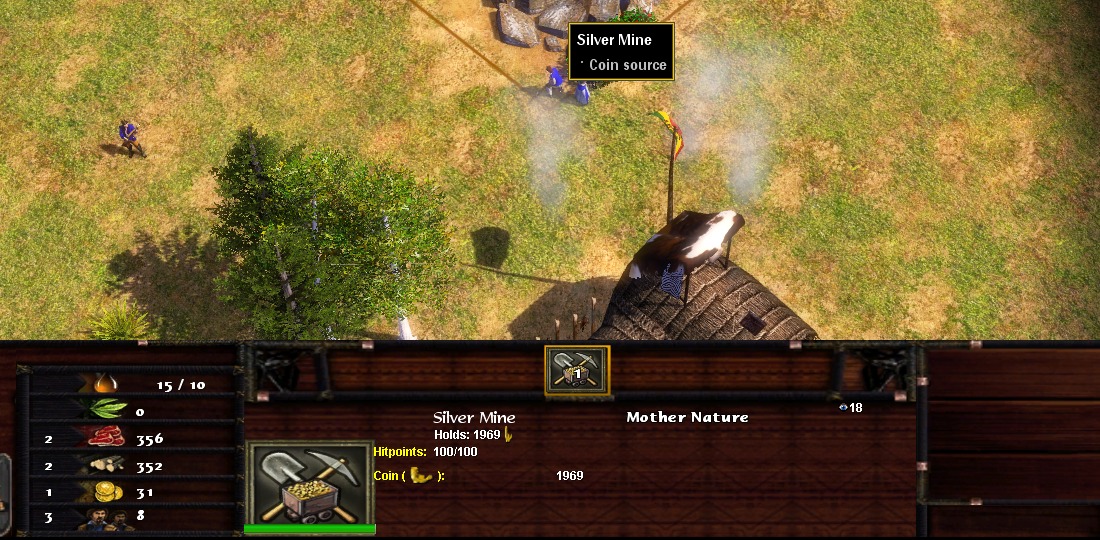 Silver Mine
· Coin source
15 / 10
0
2 356
2 352
1 31
3 8
1
Silver Mine Mother Nature 18
Holds: 1969
Hitpoints: 100/100
Coin ( ): 1969